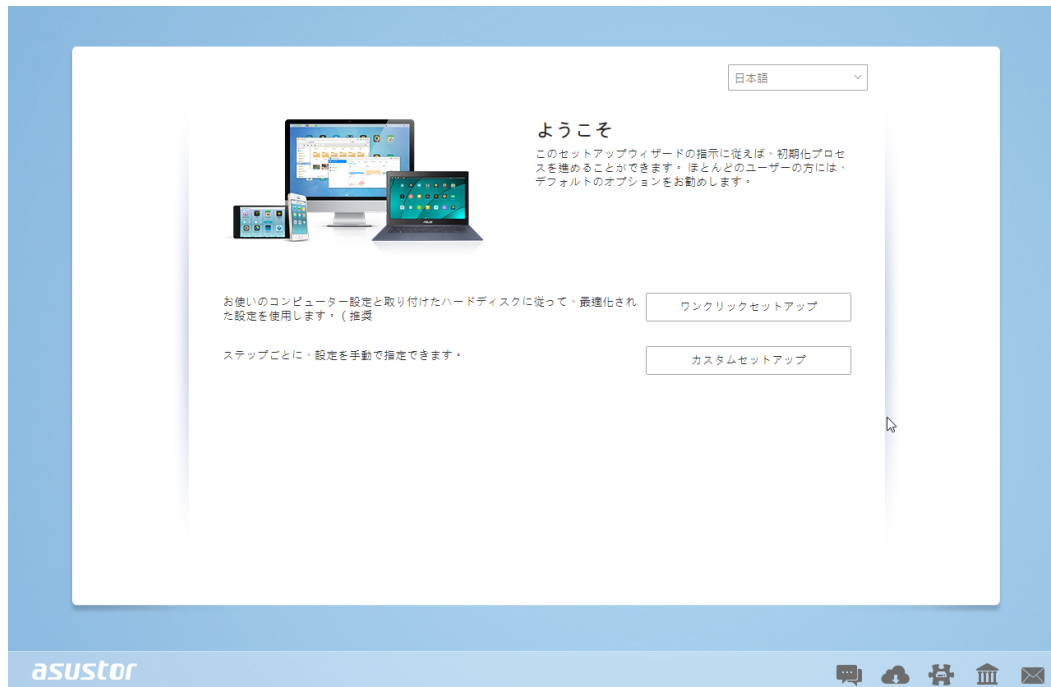 日本語
ようこそ
このセットアップウィザードの指示に従えば、初期化プロセ
スを進めることができます。ほとんどのユーザーの方には、
デフォルトのオプションをお勧めします。
お使いのコンピューター設定と取り付けたハードディスクに従って、最適化され
た設定を使用します。(推奨
ワンクリックセットアップ
ステップごとに、設定を手動で指定できます。
カスタムセットアップ
asustor